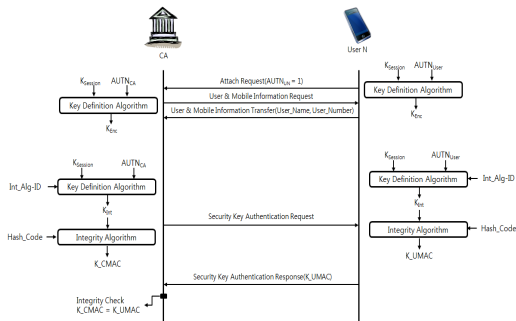 CA
User N
K_Session AUTN_CA
Key Definition Algorithm
K_Enc
Attach Request(AUTN_UN = 1)
User & Mobile Information Request
User & Mobile Information Transfer(User_Name, User_Number)
K_Session AUTN_User
Key Definition Algorithm
K_Enc
K_Session AUTN_CA
Int_Alg-ID
Key Definition Algorithm
K_Int
Hash_Code
Integrity Algorithm
K_CMAC
K_Session AUTN_User
Key Definition Algorithm
Int_Alg-ID
K_Int
Integrity Algorithm
Hash_Code
K_UMAC
Security Key Authentication Request
Security Key Authentication Response(K_UMAC)
Integrity Check
K_CMAC = K_UMAC